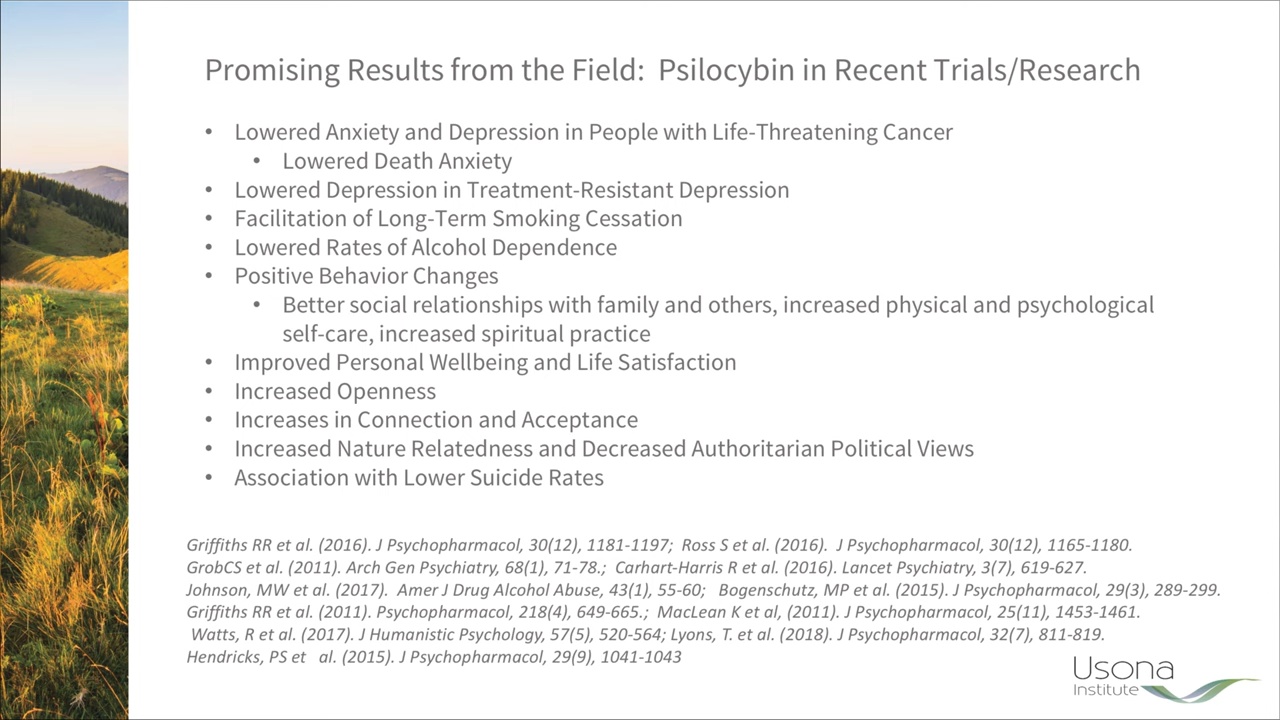 Promising Results from the Field:  Psilocybin in Recent Trials/Research
• Lowered Anxiety and Depression in People with Life-Threatening Cancer
• Lowered Death Anxiety
• Lowered Depression in Treatment-Resistant Depression
• Facilitation of Long-Term Smoking Cessation
• Lowered Rates of Alcohol Dependence
• Positive Behavior Changes
• Better social relationships with family and others, increased physical and psychological
self-care, increased spiritual practice
• Improved Personal Wellbeing and Life Satisfaction
• Increased Openness
• Increases in Connection and Acceptance
• Increased Nature Relatedness and Decreased Authoritarian Political Views
• Association with Lower Suicide Rates
Griffiths RR et al. (2016). J Psychopharmacol, 30(12), 1181-1197;  Ross S et al. (2016).  J Psychopharmacol, 30(12), 1165-1180.
GrobCS et al. (2011). Arch Gen Psychiatry, 68(1), 71-78.;  Carhart-Harris R et al. (2016). Lancet Psychiatry, 3(7), 619-627.
Johnson, MW et al. (2017).  Amer J Drug Alcohol Abuse, 43(1), 55-60;   Bogenschutz, MP et al. (2015). J Psychopharmacol, 29(3), 289-299.
Griffiths RR et al. (2011). Psychopharmacol, 218(4), 649-665.;  MacLean K et al, (2011). J Psychopharmacol, 25(11), 1453-1461.
Watts, R et al. (2017). J Humanistic Psychology, 57(5), 520-564; Lyons, T. et al. (2018). J Psychopharmacol, 32(7), 811-819.
Hendricks, PS et   al. (2015). J Psychopharmacol, 29(9), 1041-1043
Usona
Institute